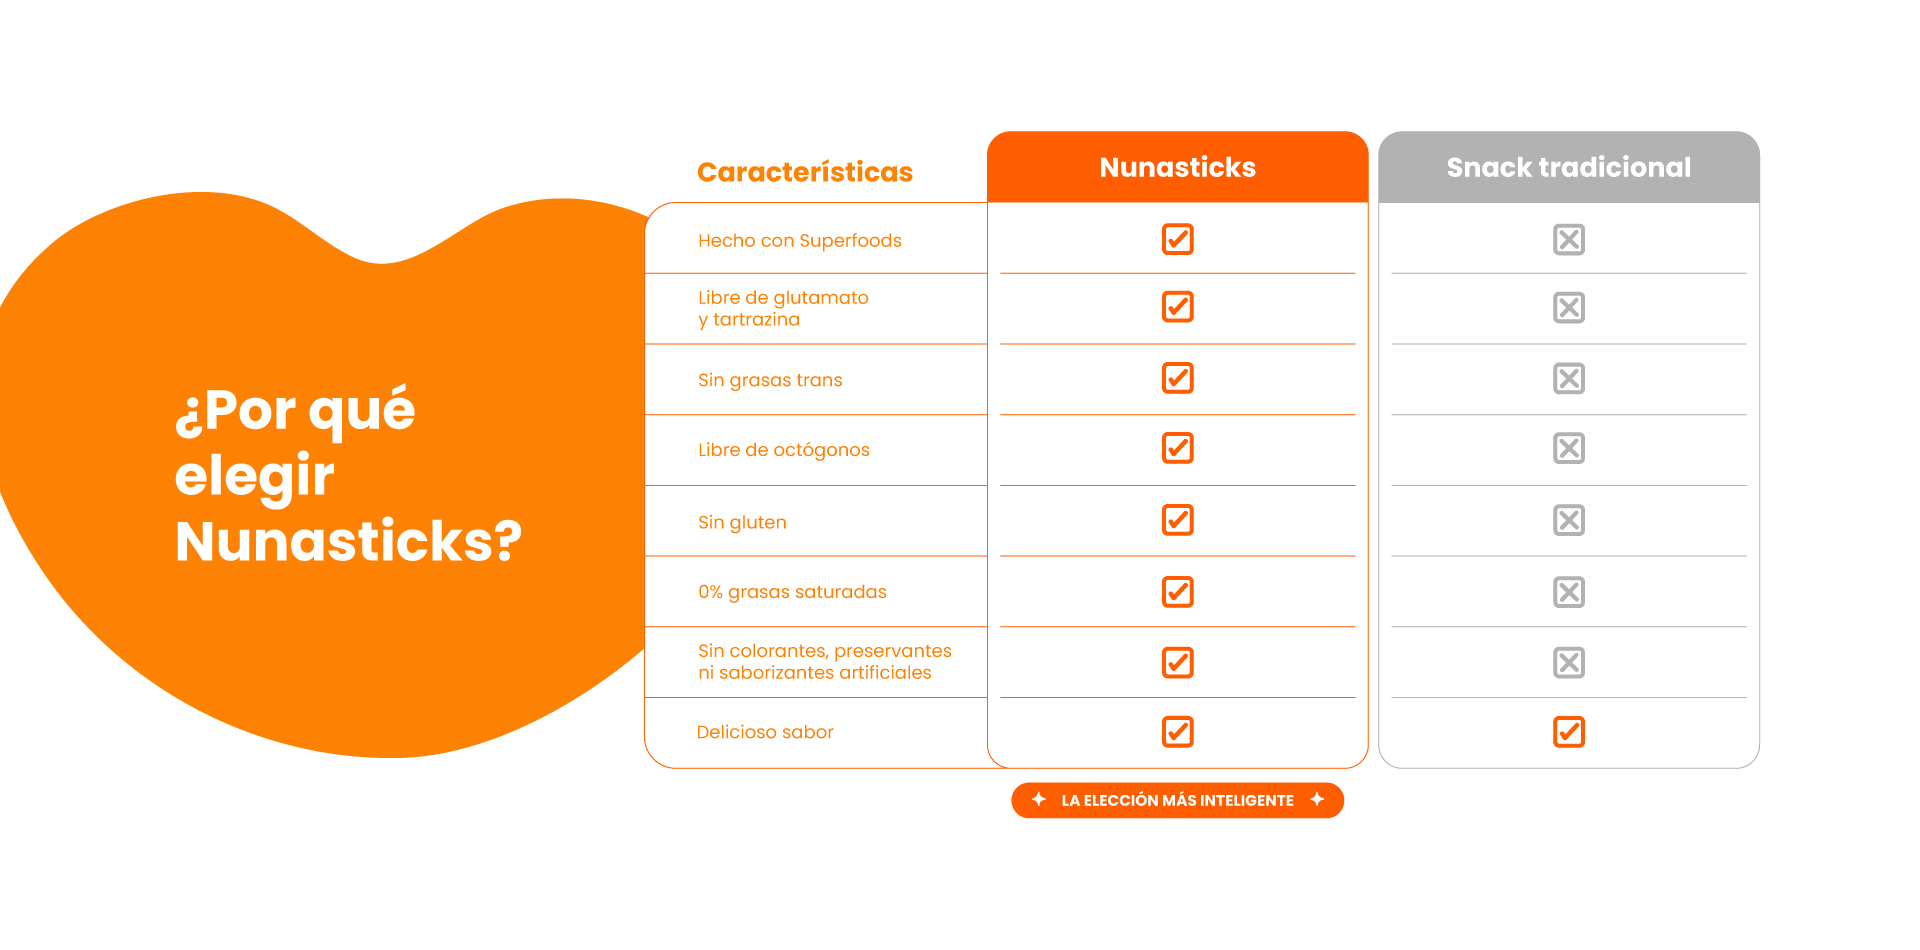 ¿Por qué
elegir
Nunasticks?
Características
Nunasticks
Snack tradicional
Hecho con Superfoods
Libre de glutamato
y tartrazina
Sin grasas trans
Libre de octógonos
Sin gluten
0% grasas saturadas
Sin colorantes, preservantes
ni saborizantes artificiales
Delicioso sabor
LA ELECCIÓN MÁS INTELIGENTE